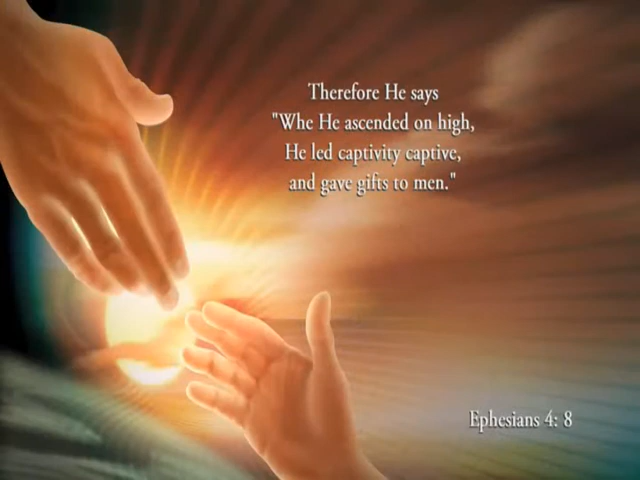 Therefore He says
"Whe He ascended on high,
He led captivity captive,
and gave gifts to men."
Ephesians 4: 8